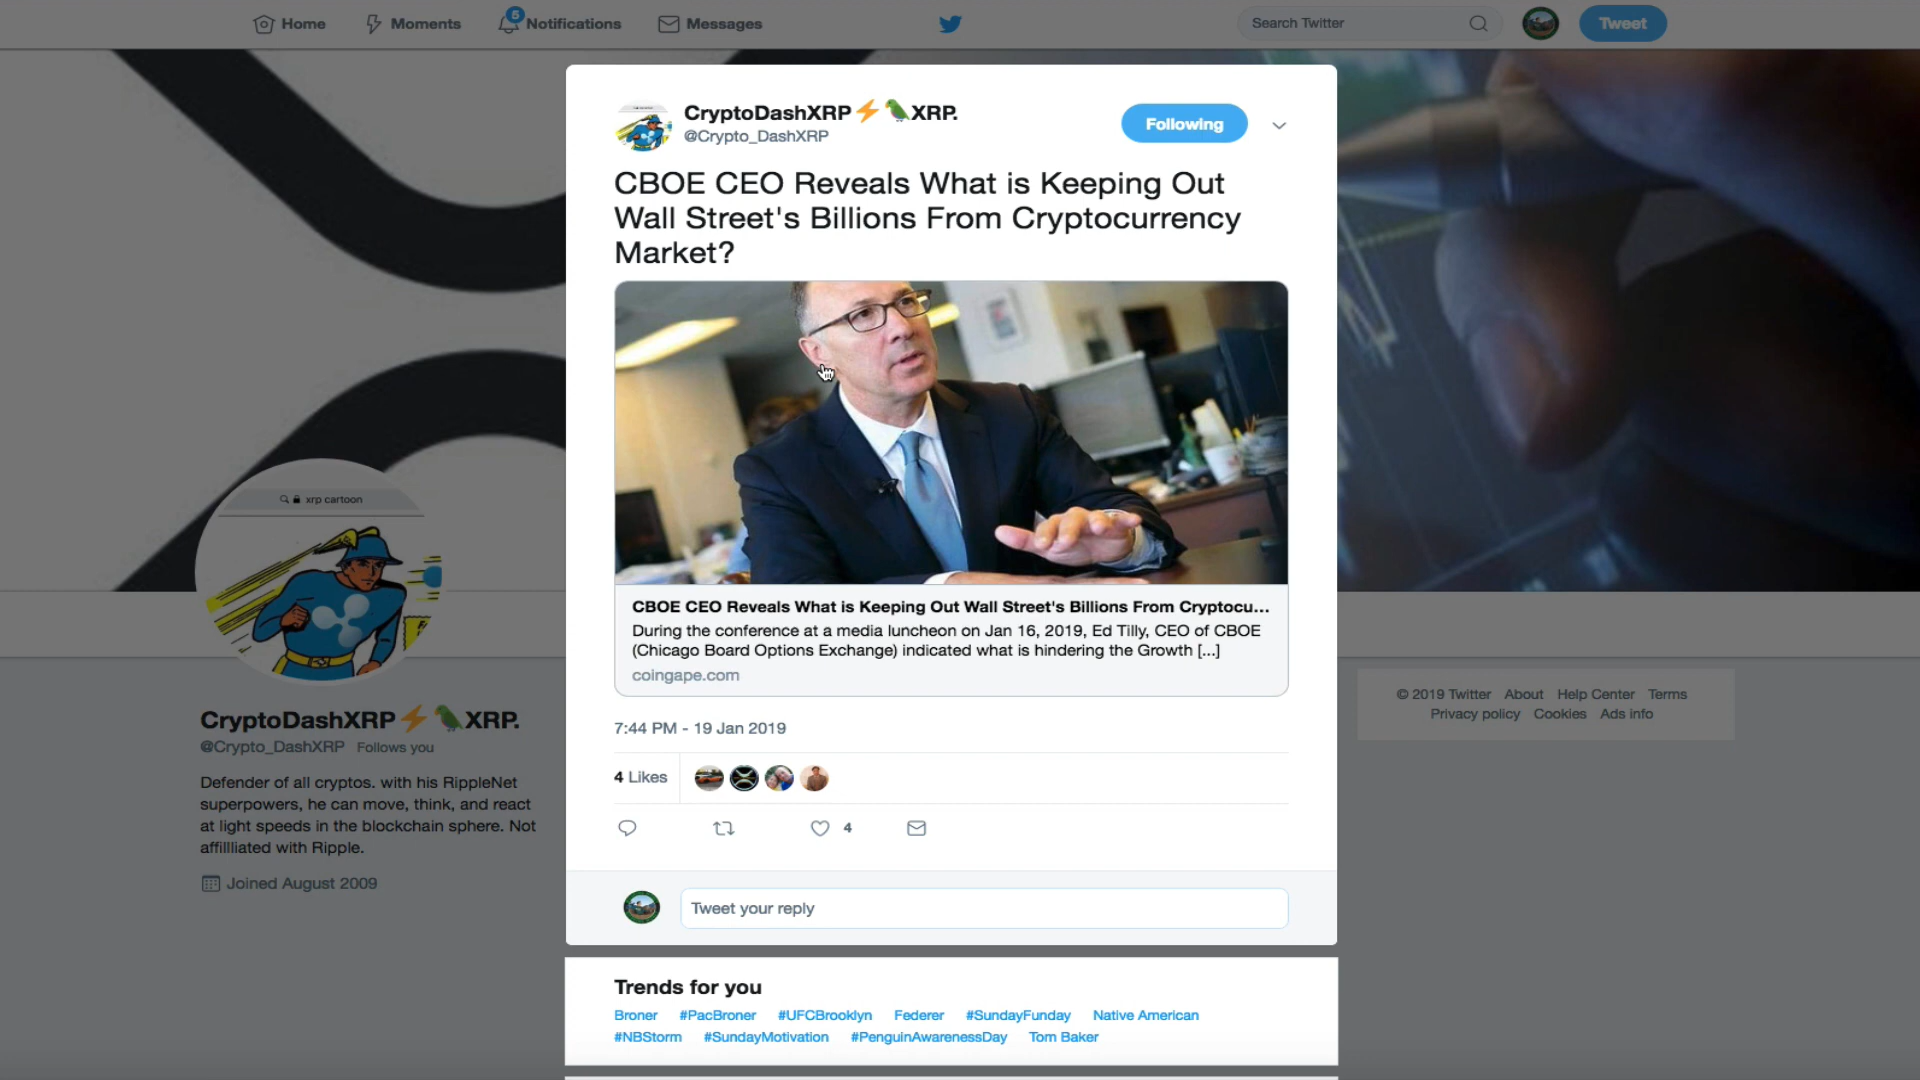 Home
Moments
5
Notifications
Messages
Search Twitter
Tweet
CryptoDashXRP⚡🦜XRP.
@Crypto_DashXRP
Following
CBOE CEO Reveals What is Keeping Out
Wall Street's Billions From Cryptocurrency
Market?
CBOE CEO Reveals What is Keeping Out Wall Street's Billions From Cryptocu...
During the conference at a media luncheon on Jan 16, 2019, Ed Tilly, CEO of CBOE
(Chicago Board Options Exchange) indicated what is hindering the Growth [...]
coingape.com
7:44 PM - 19 Jan 2019
4 Likes
4
Tweet your reply
Trends for you
Broner #PacBroner #UFCBrooklyn Federer #SundayFunday Native American
#NBStorm #SundayMotivation #PenguinAwarenessDay Tom Baker
xrp cartoon
CryptoDashXRP⚡🦜XRP.
@Crypto_DashXRP Follows you
Defender of all cryptos. with his RippleNet
superpowers, he can move, think, and react
at light speeds in the blockchain sphere. Not
affillliated with Ripple.
Joined August 2009
© 2019 Twitter About Help Center Terms
Privacy policy Cookies Ads info